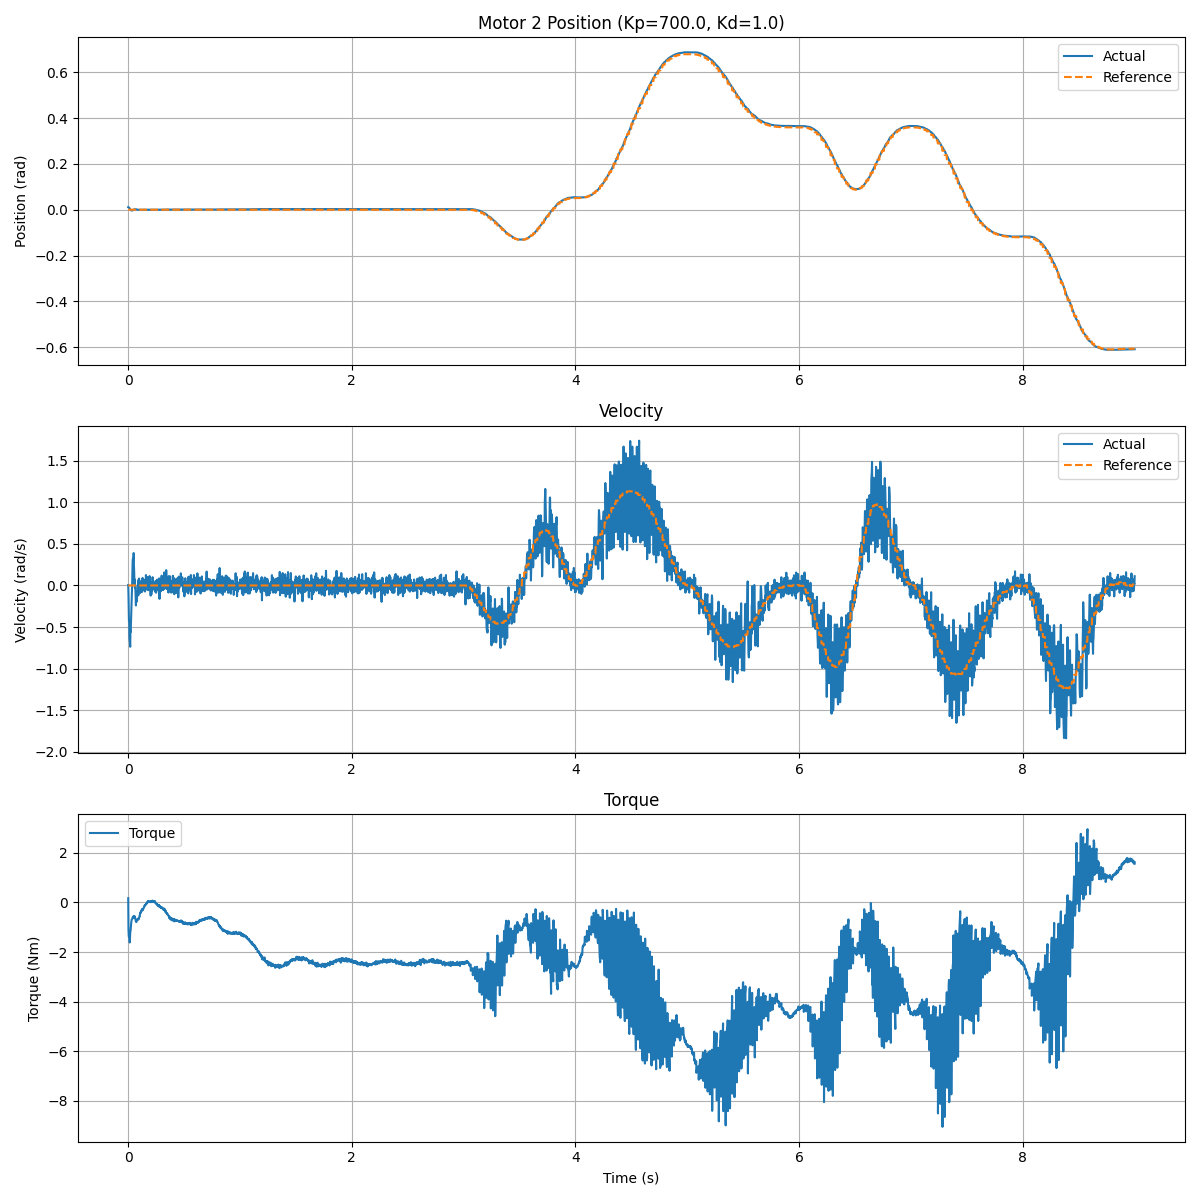 Motor 2 Position (Kp=700.0, Kd=1.0)
Actual
Reference
Position (rad)
0.6
0.4
0.2
0.0
−0.2
−0.4
−0.6
0 2 4 6 8
Velocity
Actual
Reference
Velocity (rad/s)
1.5
1.0
0.5
0.0
−0.5
−1.0
−1.5
−2.0
0 2 4 6 8
Torque
Torque
Torque (Nm)
2
0
−2
−4
−6
−8
0 2 4 6 8
Time (s)